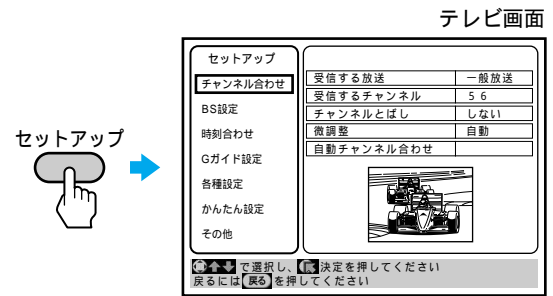 テレビ画面
セットアップ
セットアップ
チャンネル合わせ
BS設定
時刻合わせ
Gガイド設定
各種設定
かんたん設定
その他
受信する放送 一般放送
受信するチャンネル 56
チャンネルとばし しない
微調整 自動
自動チャンネル合わせ
で選択し、 決定を押してください
戻るには 戻る を押してください